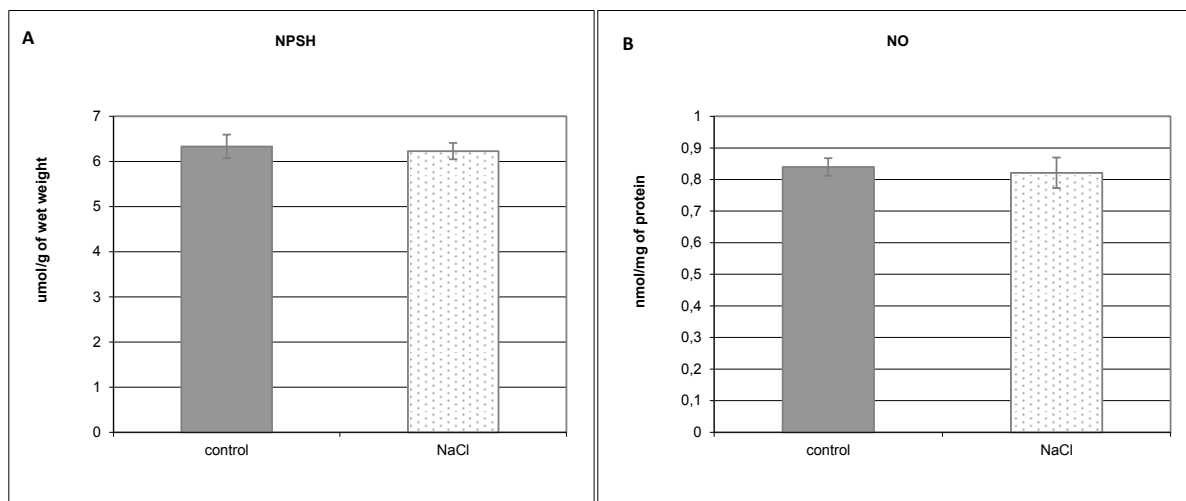 A
NPSH
umol/g of wet weight
7
6
5
4
3
2
1
0
control
NaCl
B
NO
nmol/mg of protein
1
0,9
0,8
0,7
0,6
0,5
0,4
0,3
0,2
0,1
0
control
NaCl